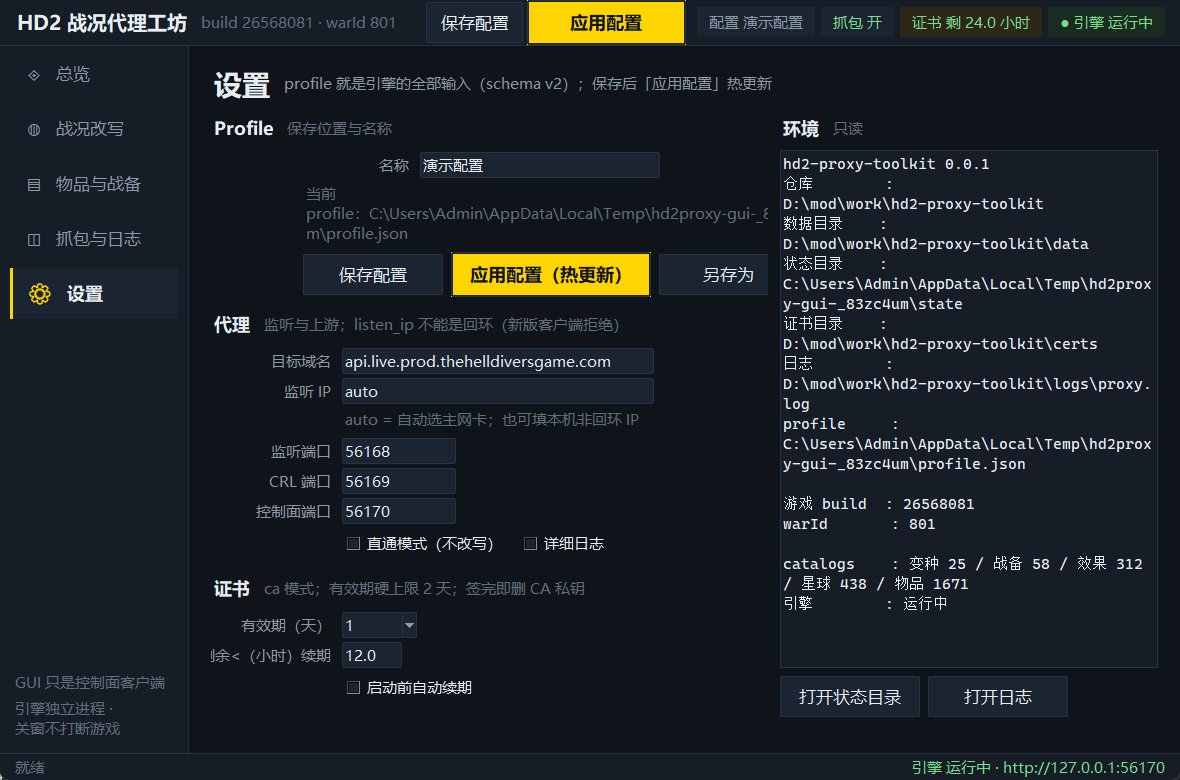 HD2 战况代理工坊 build 26568081 · warId 801 保存配置 应用配置 配置 演示配置 抓包 开 证书 剩 24.0 小时 ● 引擎 运行中
总览
战况改写
物品与战备
抓包与日志
设置
GUI 只是控制面客户端
引擎独立进程 ·
关窗不打断游戏
设置 profile 就是引擎的全部输入（schema v2）；保存后「应用配置」热更新
Profile 保存位置与名称
名称 演示配置
当前
profile：C:\Users\Admin\AppData\Local\Temp\hd2proxy-gui-_8
m\profile.json
保存配置 应用配置（热更新） 另存为
代理 监听与上游；listen_ip 不能是回环（新版客户端拒绝）
目标域名 api.live.prod.thehelldiversgame.com
监听 IP auto
auto = 自动选主网卡；也可填本机非回环 IP
监听端口 56168
CRL 端口 56169
控制面端口 56170
直通模式（不改写） 详细日志
证书 ca 模式；有效期硬上限 2 天；签完即删 CA 私钥
有效期（天） 1
余<（小时）续期 12.0
启动前自动续期
环境 只读
hd2-proxy-toolkit 0.0.1
仓库 :
D:\mod\work\hd2-proxy-toolkit
数据目录 :
D:\mod\work\hd2-proxy-toolkit\data
状态目录 :
C:\Users\Admin\AppData\Local\Temp\hd2prox
y-gui-_83zc4um\state
证书目录 :
D:\mod\work\hd2-proxy-toolkit\certs
日志 :
D:\mod\work\hd2-proxy-toolkit\logs\proxy.
log
profile :
C:\Users\Admin\AppData\Local\Temp\hd2prox
y-gui-_83zc4um\profile.json
游戏 build : 26568081
warId : 801
catalogs : 变种 25 / 战备 58 / 效果 312
/ 星球 438 / 物品 1671
引擎 : 运行中
打开状态目录 打开日志
就绪 引擎 运行中 · http://127.0.0.1:56170